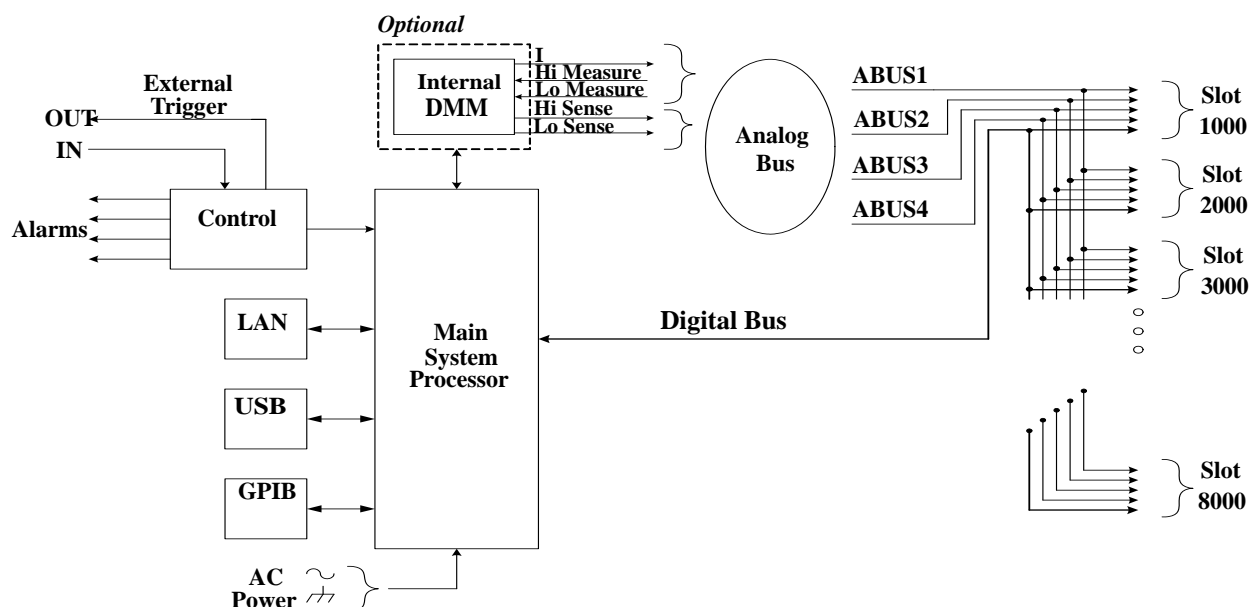 Optional
Internal
DMM
I
Hi Measure
Lo Measure
Hi Sense
Lo Sense
External
Trigger
OUT
IN
Control
Alarms
Analog
Bus
ABUS1
ABUS2
ABUS3
ABUS4
Slot
1000
Slot
2000
Slot
3000
Slot
8000
Digital Bus
LAN
USB
GPIB
Main
System
Processor
AC
Power